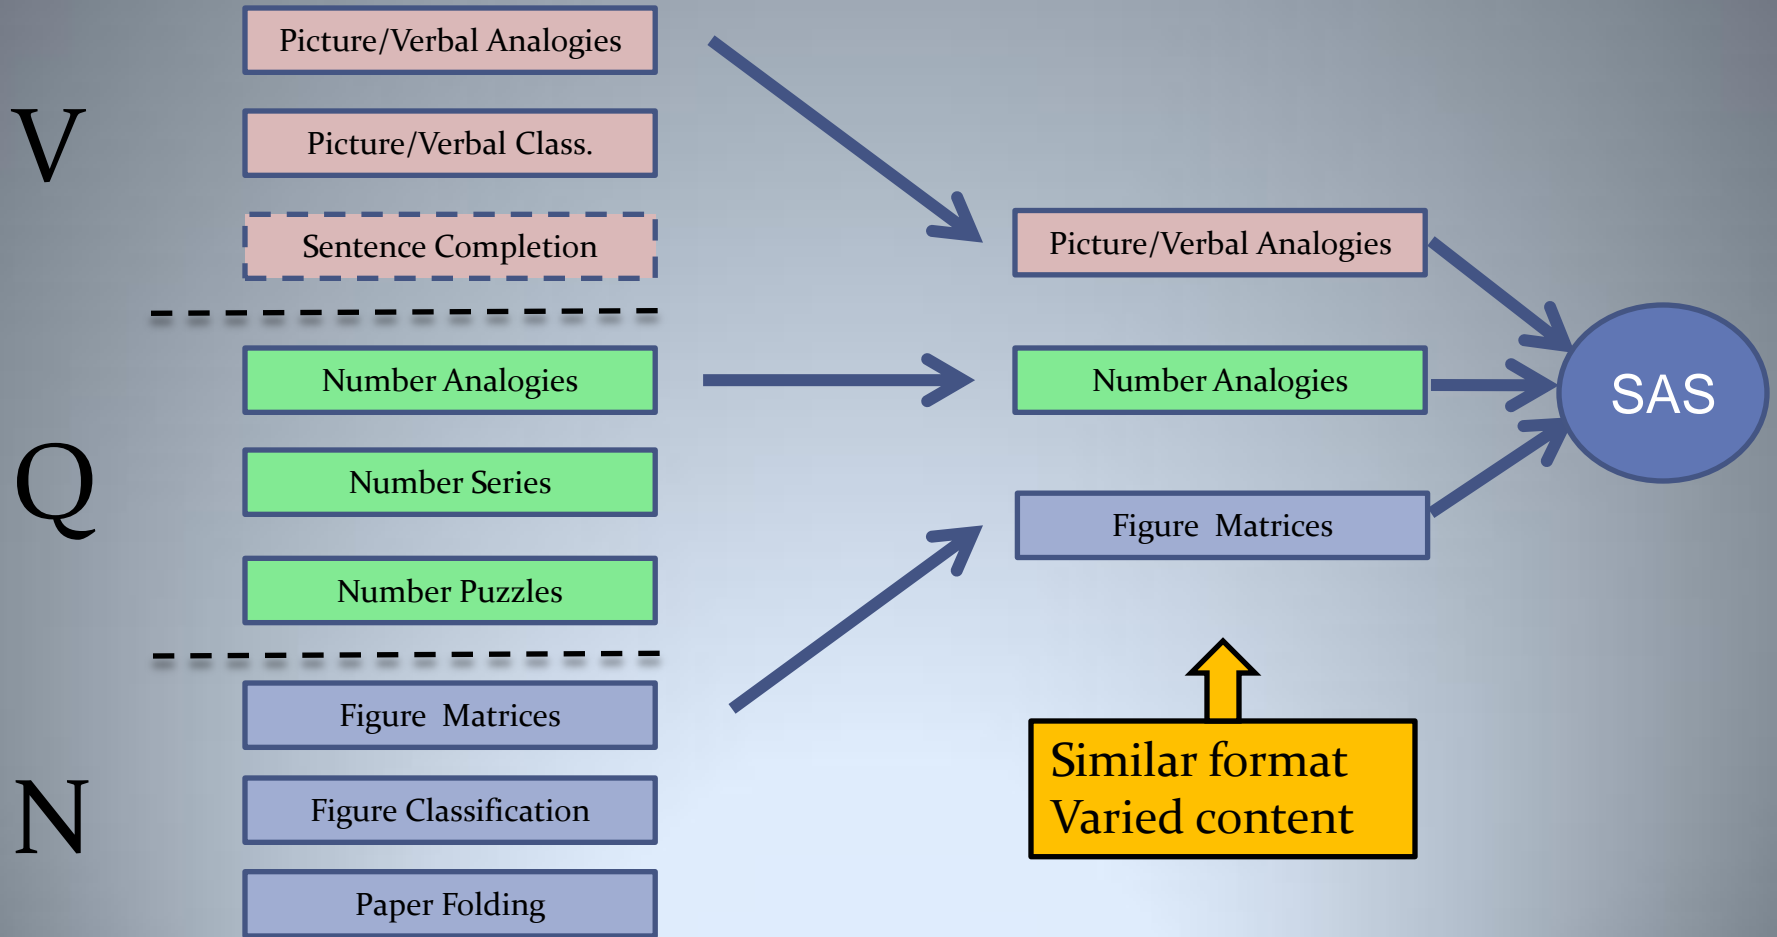 V
Picture/Verbal Analogies
Picture/Verbal Class.
Sentence Completion
Q
Number Analogies
Number Series
Number Puzzles
N
Figure Matrices
Figure Classification
Paper Folding
Picture/Verbal Analogies
Number Analogies
Figure Matrices
SAS
Similar format
Varied content